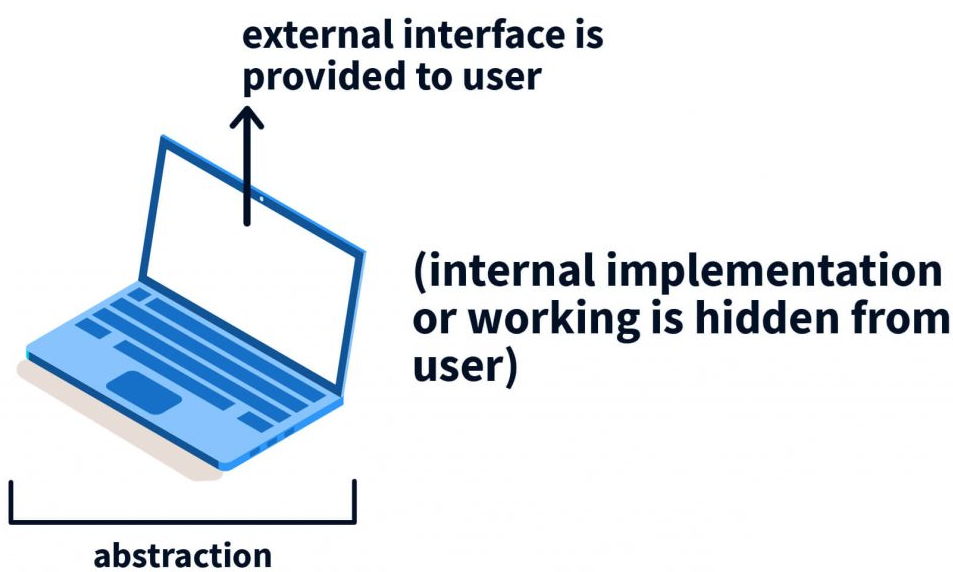 external interface is
provided to user
(internal implementation
or working is hidden from
user)
abstraction